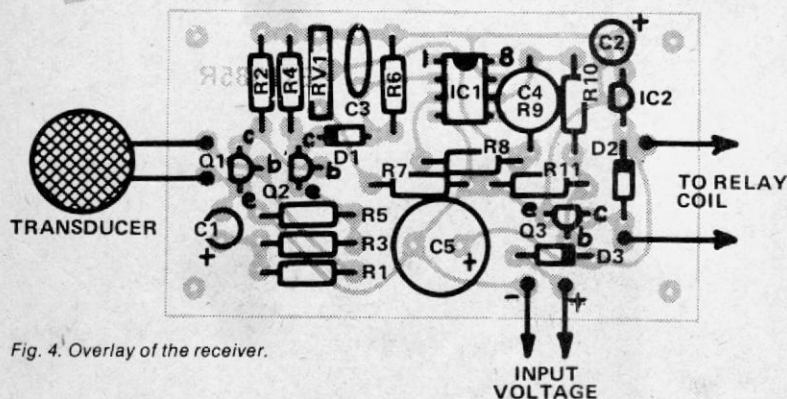 R2
R4
RV1
C3
R6
1
8
IC1
C4
R9
R10
C2
+
IC2
D1
D2
Q1
c
b
e
Q2
c
b
e
R7
R8
R11
TRANSDUCER
C1
+
R5
R3
R1
C5
+
e
c
Q3
b
D3
TO RELAY
COIL
-
+
INPUT
VOLTAGE
Fig. 4. Overlay of the receiver.